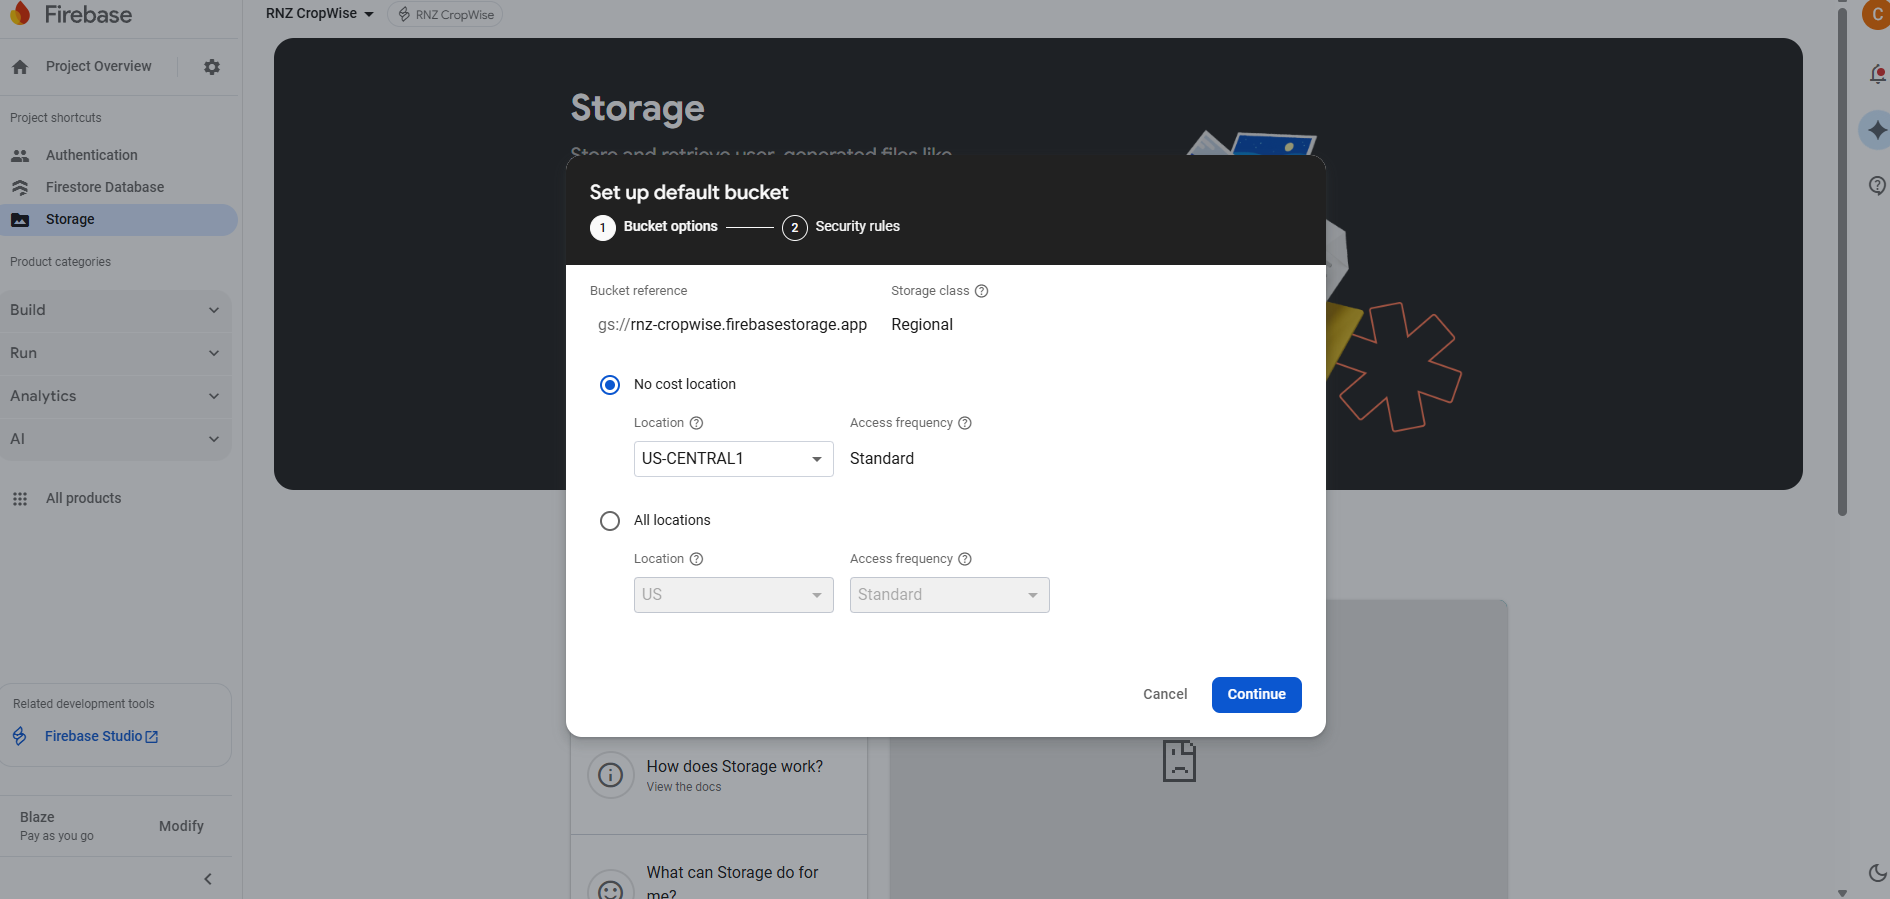 Firebase
RNZ CropWise
RNZ CropWise
C
Project Overview
Project shortcuts
Authentication
Firestore Database
Storage
Product categories
Build
Run
Analytics
AI
All products
Related development tools
Firebase Studio
Blaze
Pay as you go
Modify
Storage
Store and retrieve user-generated files like
Set up default bucket
1 Bucket options
2 Security rules
Bucket reference
Storage class
gs://rnz-cropwise.firebasestorage.app
Regional
No cost location
Location
Access frequency
US-CENTRAL1
Standard
All locations
Location
Access frequency
US
Standard
Cancel
Continue
How does Storage work?
View the docs
What can Storage do for
me?